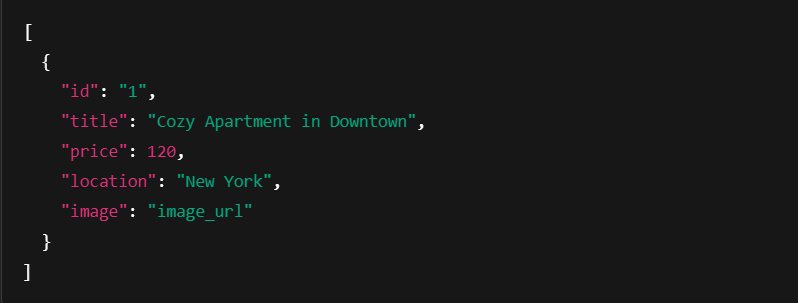 [
  {
    "id": "1",
    "title": "Cozy Apartment in Downtown",
    "price": 120,
    "location": "New York",
    "image": "image_url"
  }
]